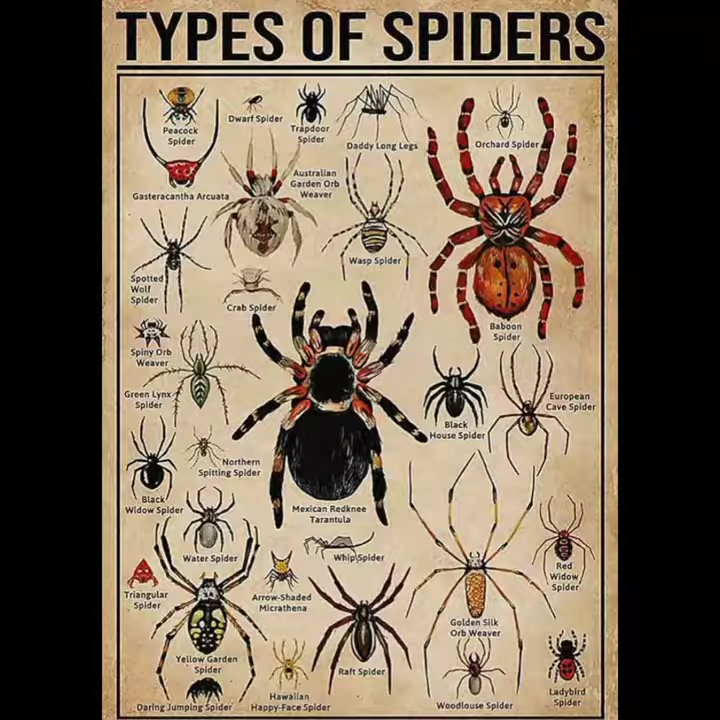 TYPES OF SPIDERS
Peacock
Spider
Dwarf Spider
Trapdoor
Spider
Daddy Long Legs
Orchard Spider
Gasteracantha Arcuata
Australian
Garden Orb
Weaver
Wasp Spider
Spotted
Wolf
Spider
Crab Spider
Baboon
Spider
Spiny Orb
Weaver
Green Lynx
Spider
Black
House Spider
European
Cave Spider
Northern
Spitting Spider
Black
Widow Spider
Mexican Redknee
Tarantula
Water Spider
Whip Spider
Red
Widow
Spider
Triangular
Spider
Arrow-Shaded
Micrathena
Golden Silk
Orb Weaver
Yellow Garden
Spider
Raft Spider
Daring Jumping Spider
Hawaiian
Happy-Face Spider
Woodlouse Spider
Ladybird
Spider